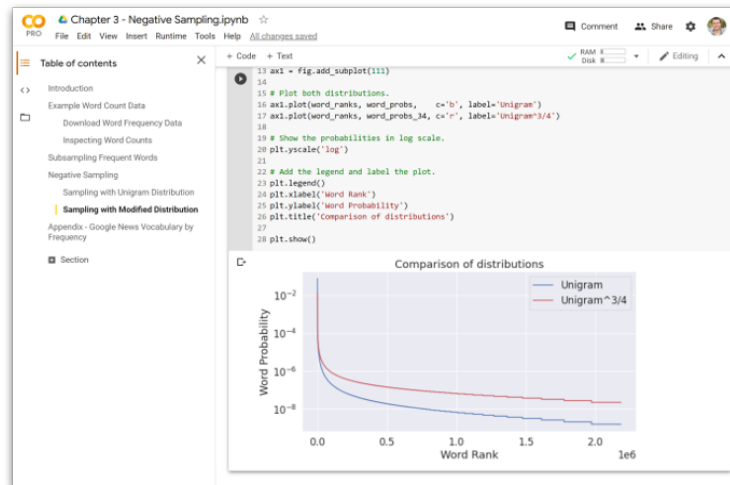 CO
PRO
Chapter 3 - Negative Sampling.ipynb
File Edit View Insert Runtime Tools Help All changes saved
Comment Share
Table of contents
Introduction
Example Word Count Data
Download Word Frequency Data
Inspecting Word Counts
Subsampling Frequent Words
Negative Sampling
Sampling with Unigram Distribution
Sampling with Modified Distribution
Appendix - Google News Vocabulary by
Frequency
Section
+ Code + Text
RAM
Disk
Editing
13 ax1 = fig.add_subplot(111)
14
15 # Plot both distributions.
16 ax1.plot(word_ranks, word_probs, c='b', label='Unigram')
17 ax1.plot(word_ranks, word_probs_34, c='r', label='Unigram^3/4')
18
19 # Show the probabilities in log scale.
20 plt.yscale('log')
21
22 # Add the legend and label the plot.
23 plt.legend()
24 plt.xlabel('Word Rank')
25 plt.ylabel('Word Probability')
26 plt.title('Comparison of distributions')
27
28 plt.show()
Comparison of distributions
Unigram
Unigram^3/4
Word Probability
10⁻²
10⁻⁴
10⁻⁶
10⁻⁸
0.0 0.5 1.0 1.5 2.0
1e6
Word Rank